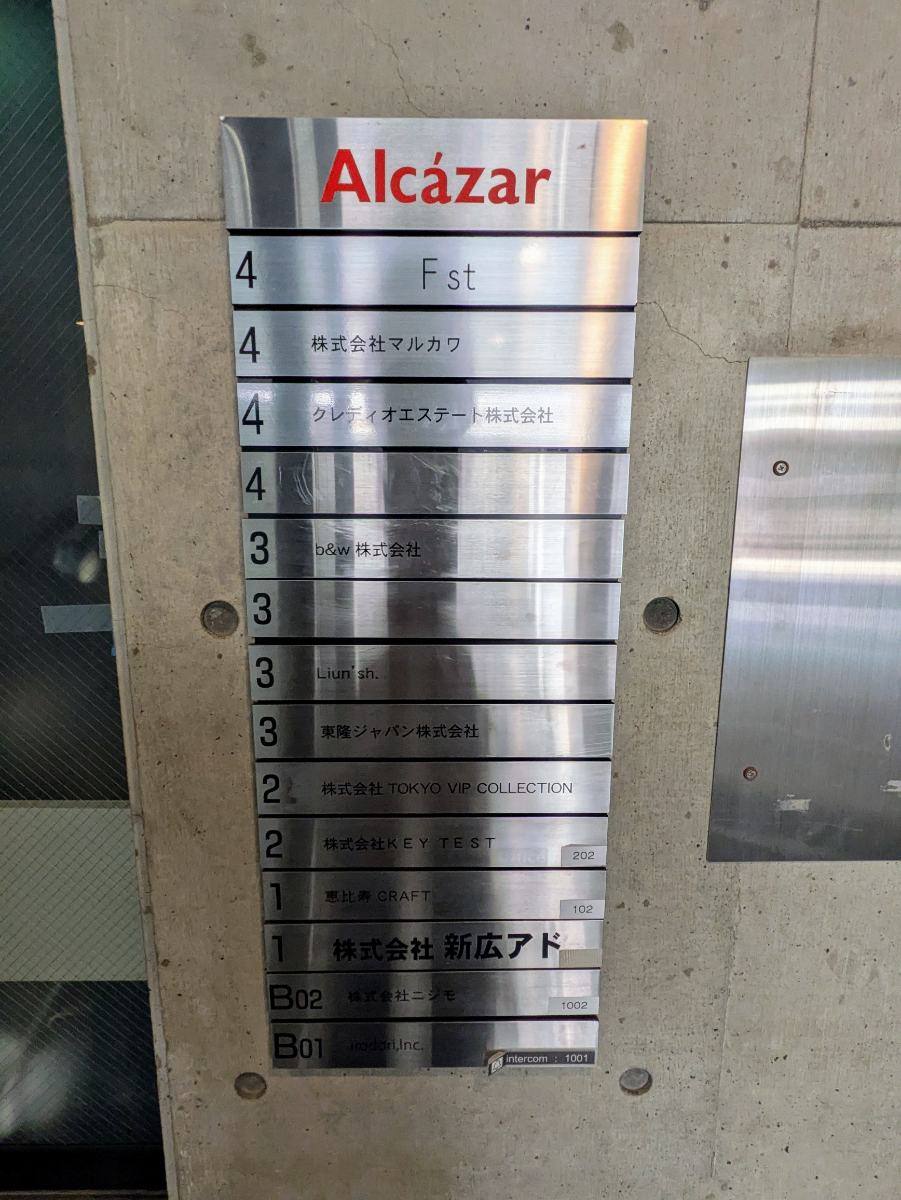 Alcázar
4 F st
4 株式会社マルカワ
4 クレディオエステート株式会社
4
3 b&w 株式会社
3
3 Liun'sh.
3 東隆ジャパン株式会社
2 株式会社 TOKYO VIP COLLECTION
2 株式会社KEY TEST 202
1 恵比寿 CRAFT 102
1 株式会社 新広アド
B02 株式会社ニシモ 1002
B01 irodori,Inc. intercom : 1001